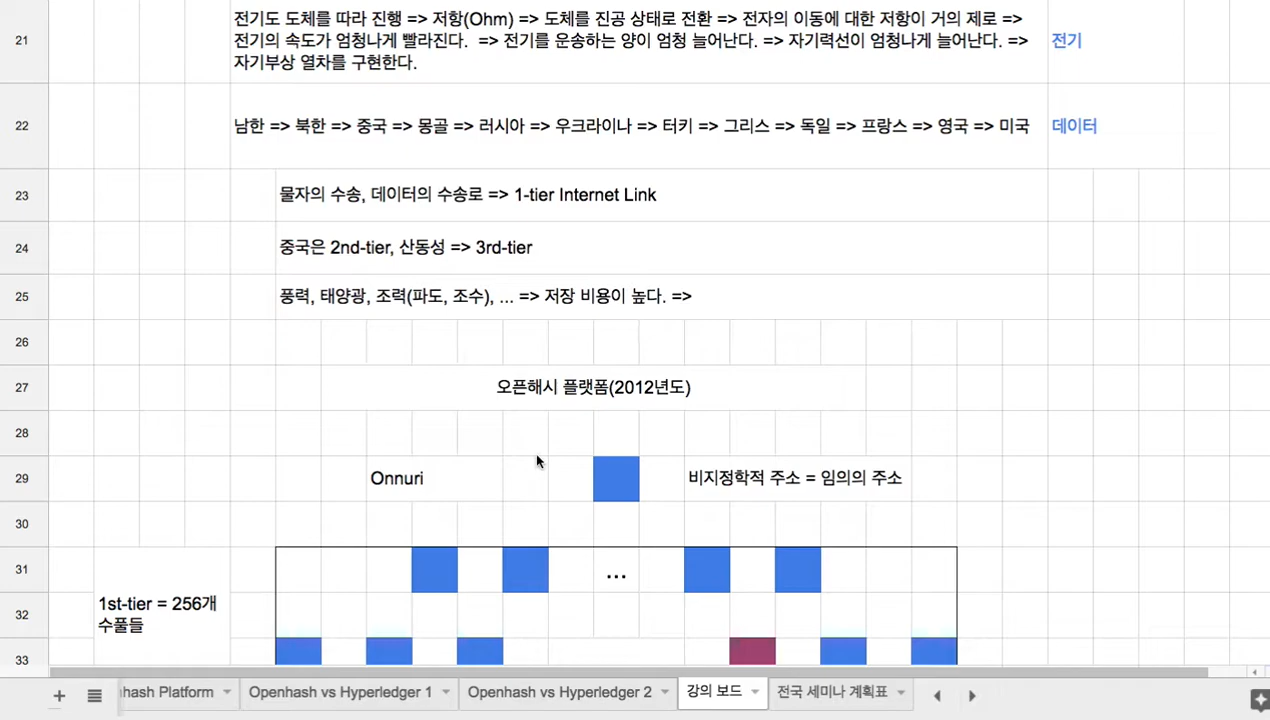 21
전기도 도체를 따라 진행 => 저항(Ohm) => 도체를 진공 상태로 전환 => 전자의 이동에 대한 저항이 거의 제로 =>
전기의 속도가 엄청나게 빨라진다. => 전기를 운송하는 양이 엄청 늘어난다. => 자기력선이 엄청나게 늘어난다. =>
자기부상 열차를 구현한다.
전기
22
남한 => 북한 => 중국 => 몽골 => 러시아 => 우크라이나 => 터키 => 그리스 => 독일 => 프랑스 => 영국 => 미국
데이터
23
물자의 수송, 데이터의 수송로 => 1-tier Internet Link
24
중국은 2nd-tier, 산동성 => 3rd-tier
25
풍력, 태양광, 조력(파도, 조수), ... => 저장 비용이 높다. =>
26
27
오픈해시 플랫폼(2012년도)
28
29
Onnuri
비지정학적 주소 = 임의의 주소
30
31
...
32
1st-tier = 256개
수풀들
33
hash Platform
Openhash vs Hyperledger 1
Openhash vs Hyperledger 2
강의 보드
전국 세미나 계획표